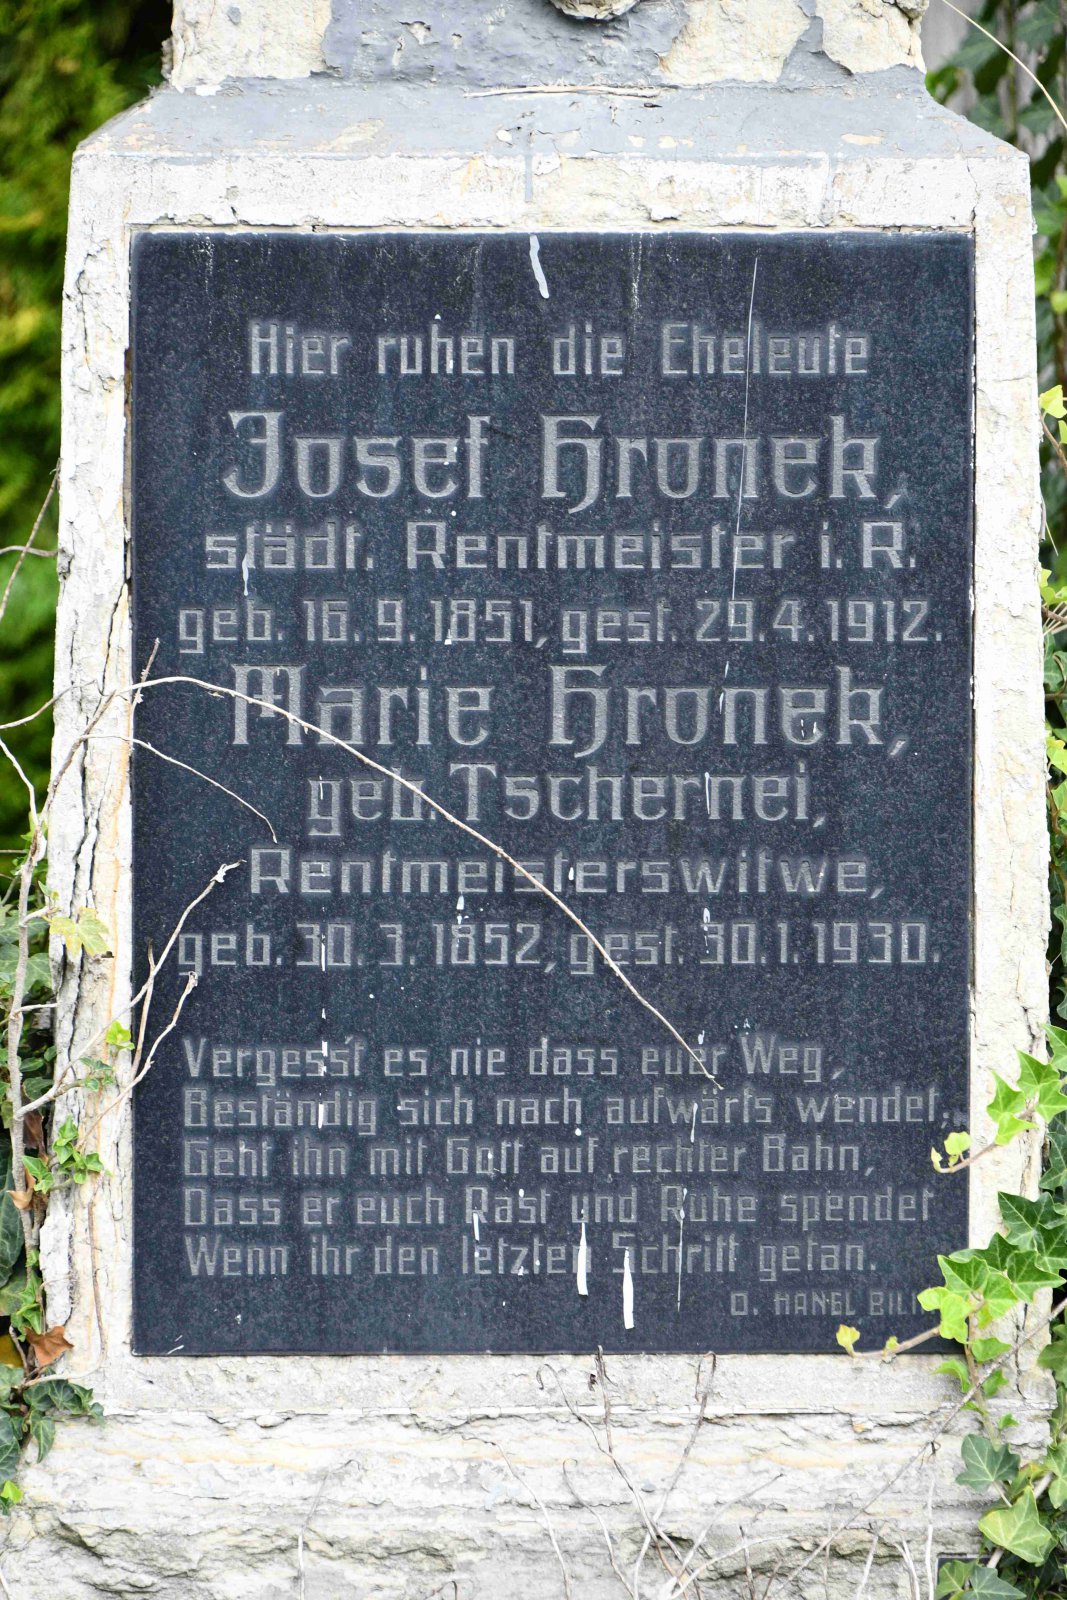 Hier ruhen die Eheleute
Josef Hronek,
städt. Rentmeister i. R.
geb. 16. 9. 1851, gest. 29. 4. 1912.
Marie Hronek,
geb. Tschernei,
Rentmeisterswitwe,
geb. 30. 3. 1852, gest. 30. 1. 1930.
Vergess't es nie dass euer Weg,
Beständig sich nach aufwärts wendet,
Geht ihn mit Gott auf rechter Bahn,
Dass er euch Rast und Ruhe spendet
Wenn ihr den letzten Schritt getan.
O. HANGL